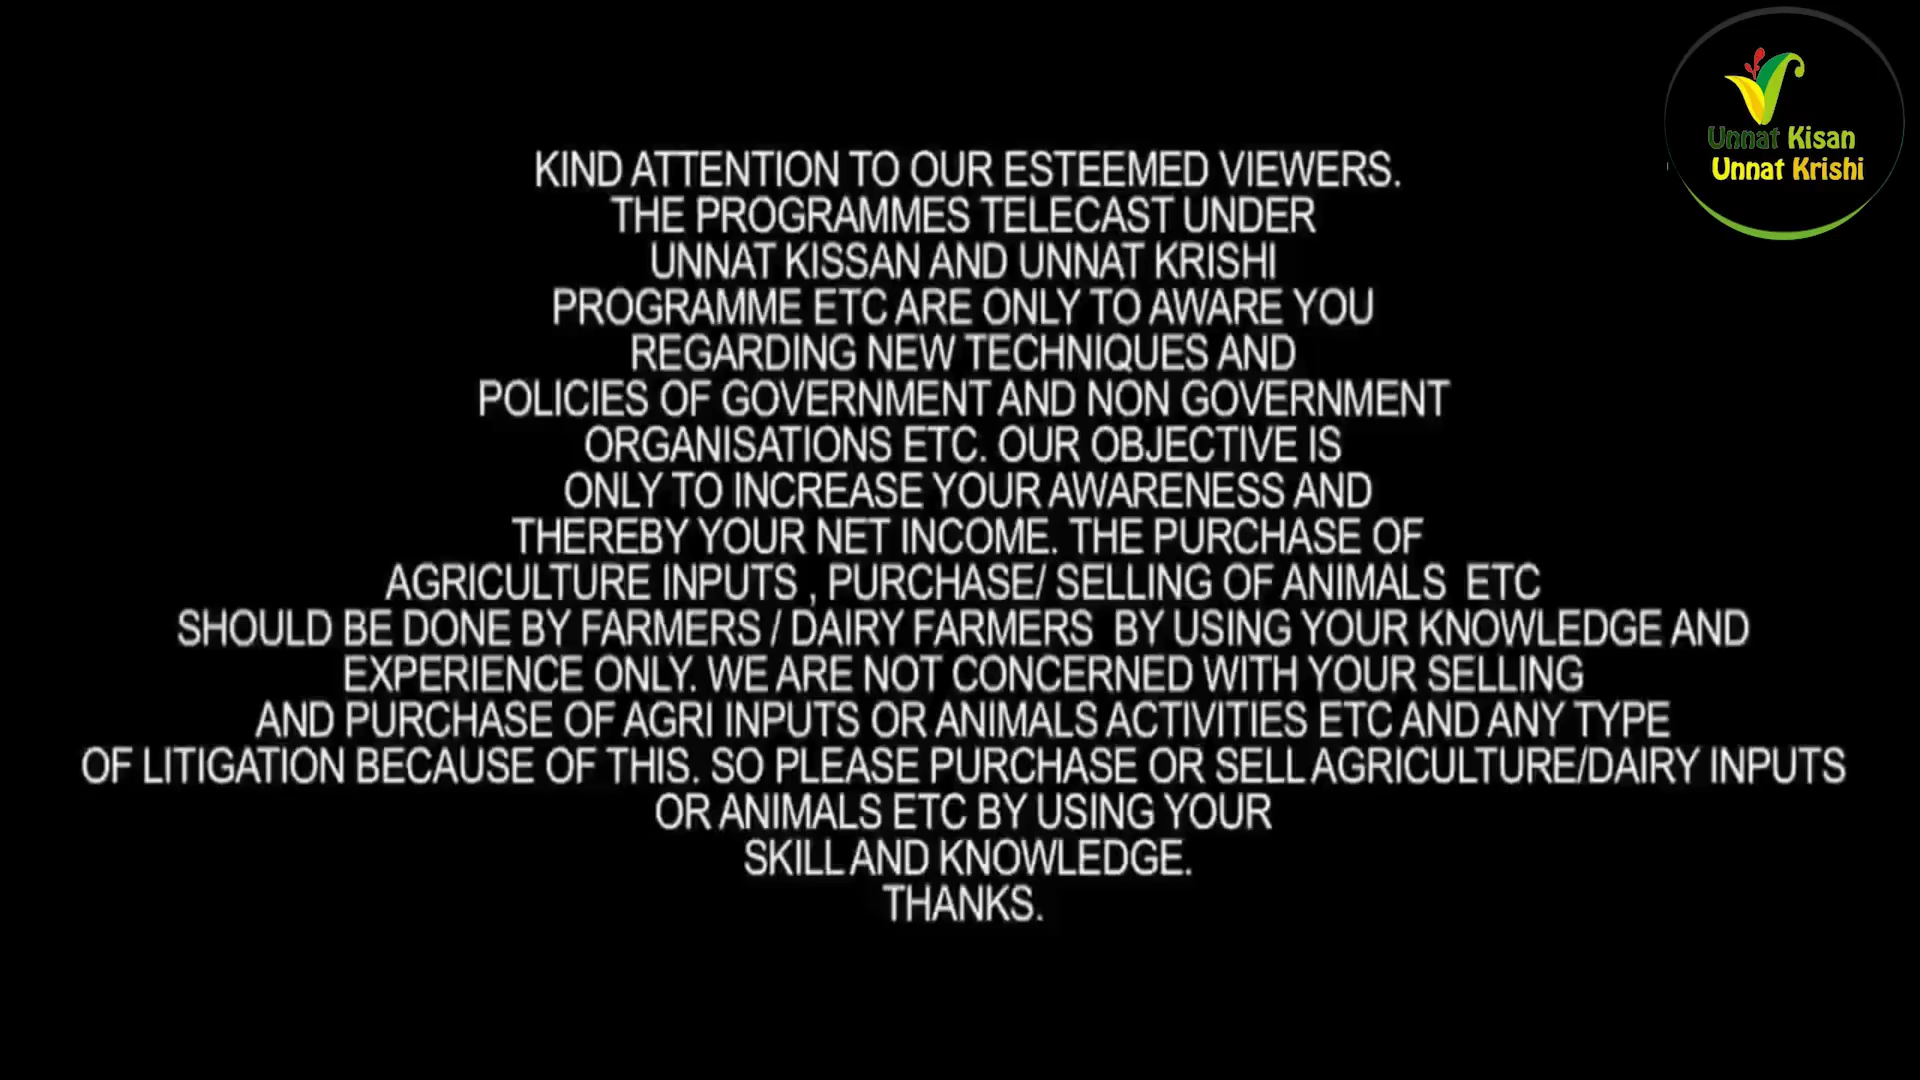 Unnat Kisan
Unnat Krishi
KIND ATTENTION TO OUR ESTEEMED VIEWERS.
THE PROGRAMMES TELECAST UNDER
UNNAT KISSAN AND UNNAT KRISHI
PROGRAMME ETC ARE ONLY TO AWARE YOU
REGARDING NEW TECHNIQUES AND
POLICIES OF GOVERNMENT AND NON GOVERNMENT
ORGANISATIONS ETC. OUR OBJECTIVE IS
ONLY TO INCREASE YOUR AWARENESS AND
THEREBY YOUR NET INCOME. THE PURCHASE OF
AGRICULTURE INPUTS , PURCHASE/ SELLING OF ANIMALS ETC
SHOULD BE DONE BY FARMERS / DAIRY FARMERS BY USING YOUR KNOWLEDGE AND
EXPERIENCE ONLY. WE ARE NOT CONCERNED WITH YOUR SELLING
AND PURCHASE OF AGRI INPUTS OR ANIMALS ACTIVITIES ETC AND ANY TYPE
OF LITIGATION BECAUSE OF THIS. SO PLEASE PURCHASE OR SELL AGRICULTURE/DAIRY INPUTS
OR ANIMALS ETC BY USING YOUR
SKILL AND KNOWLEDGE.
THANKS.